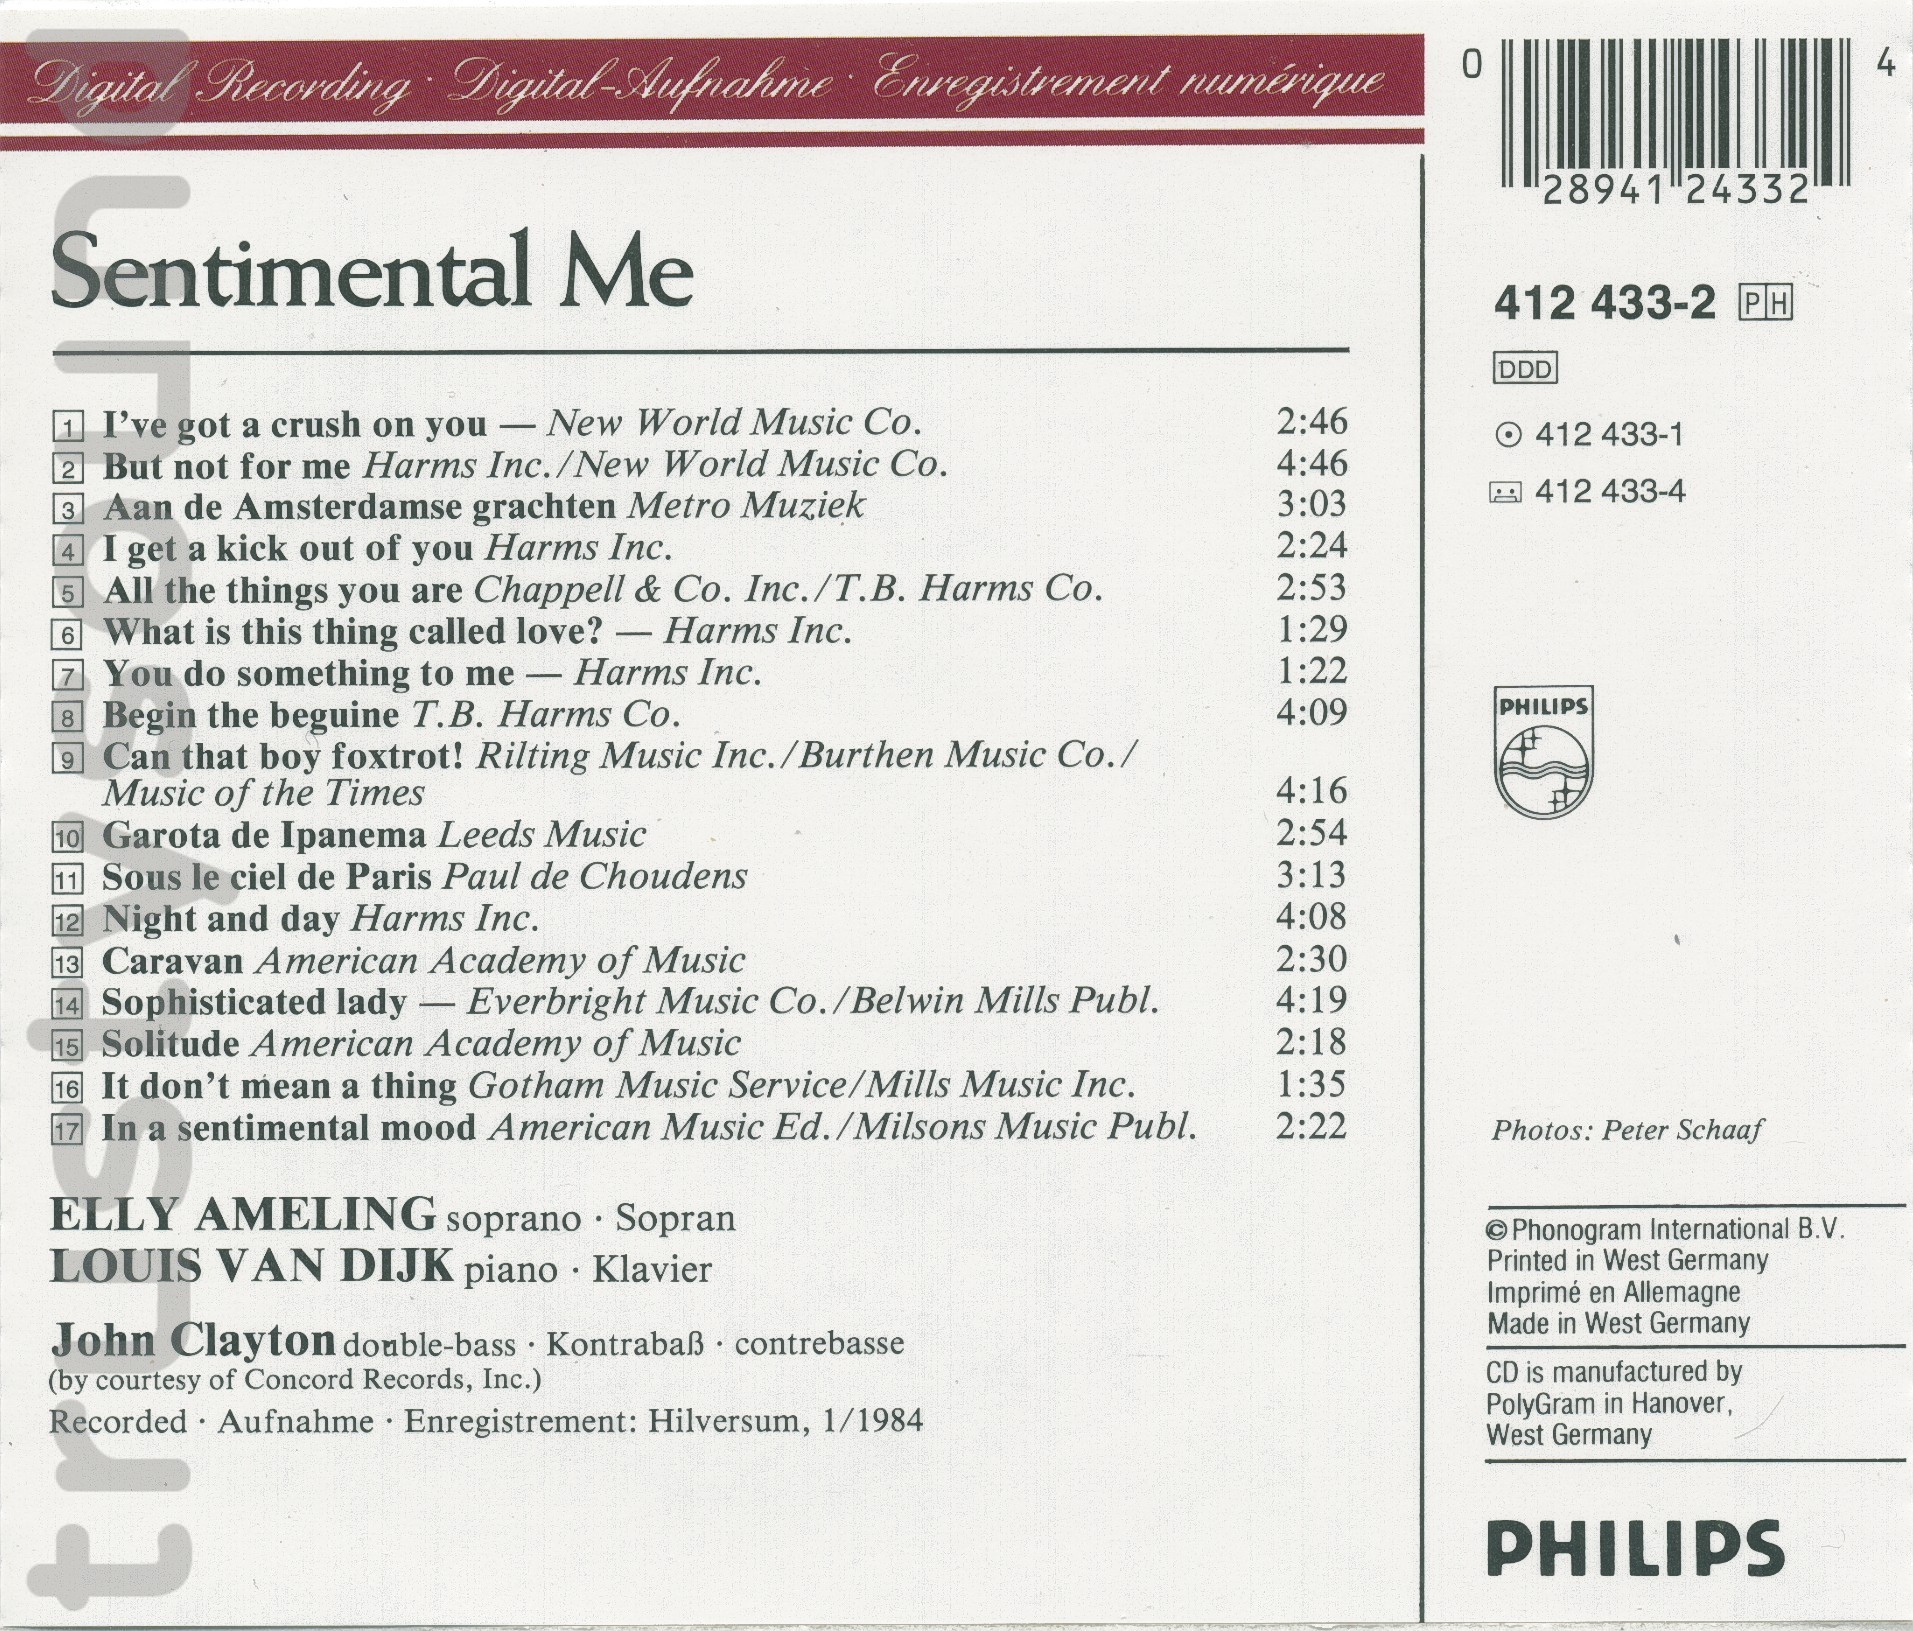 Digital Recording · Digital-Aufnahme · Enregistrement numérique
Sentimental Me
1 I've got a crush on you — New World Music Co. 2:46
2 But not for me Harms Inc./New World Music Co. 4:46
3 Aan de Amsterdamse grachten Metro Muziek 3:03
4 I get a kick out of you Harms Inc. 2:24
5 All the things you are Chappell & Co. Inc./T.B. Harms Co. 2:53
6 What is this thing called love? — Harms Inc. 1:29
7 You do something to me — Harms Inc. 1:22
8 Begin the beguine T.B. Harms Co. 4:09
9 Can that boy foxtrot! Rilting Music Inc./Burthen Music Co./
Music of the Times 4:16
10 Garota de Ipanema Leeds Music 2:54
11 Sous le ciel de Paris Paul de Choudens 3:13
12 Night and day Harms Inc. 4:08
13 Caravan American Academy of Music 2:30
14 Sophisticated lady — Everbright Music Co./Belwin Mills Publ. 4:19
15 Solitude American Academy of Music 2:18
16 It don't mean a thing Gotham Music Service/Mills Music Inc. 1:35
17 In a sentimental mood American Music Ed./Milsons Music Publ. 2:22
ELLY AMELING soprano · Sopran
LOUIS VAN DIJK piano · Klavier
John Clayton double-bass · Kontrabaß · contrebasse
(by courtesy of Concord Records, Inc.)
Recorded · Aufnahme · Enregistrement: Hilversum, 1/1984
0 28941 24332 4
412 433-2 PH
DDD
412 433-1
412 433-4
PHILIPS
Photos: Peter Schaaf
© Phonogram International B.V.
Printed in West Germany
Imprimé en Allemagne
Made in West Germany
CD is manufactured by
PolyGram in Hanover,
West Germany
PHILIPS